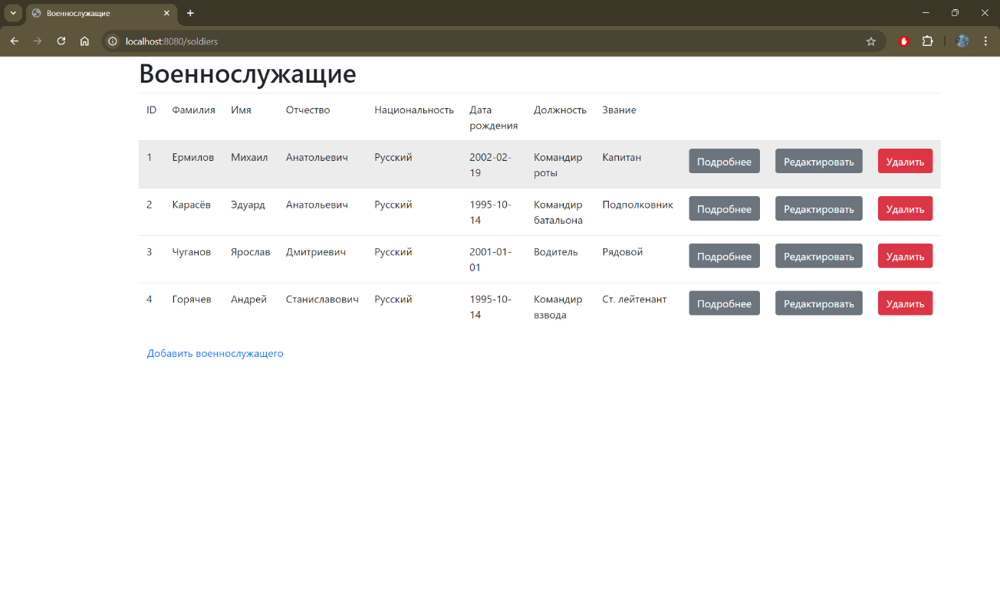 Военнослужащие
localhost:8080/soldiers
Военнослужащие
ID Фамилия Имя Отчество Национальность Дата рождения Должность Звание
1 Ермилов Михаил Анатольевич Русский 2002-02-19 Командир роты Капитан Подробнее Редактировать Удалить
2 Карасёв Эдуард Анатольевич Русский 1995-10-14 Командир батальона Подполковник Подробнее Редактировать Удалить
3 Чуганов Ярослав Дмитриевич Русский 2001-01-01 Водитель Рядовой Подробнее Редактировать Удалить
4 Горячев Андрей Станиславович Русский 1995-10-14 Командир взвода Ст. лейтенант Подробнее Редактировать Удалить
Добавить военнослужащего